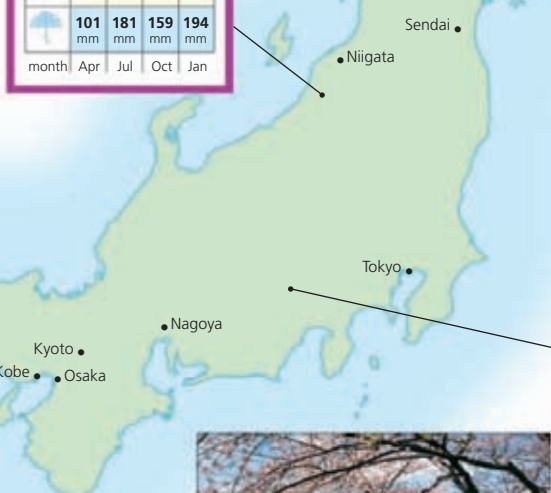 101 181 159 194
mm mm mm mm
month Apr Jul Oct Jan
Sendai
Niigata
Tokyo
Nagoya
Kyoto
Kobe
Osaka